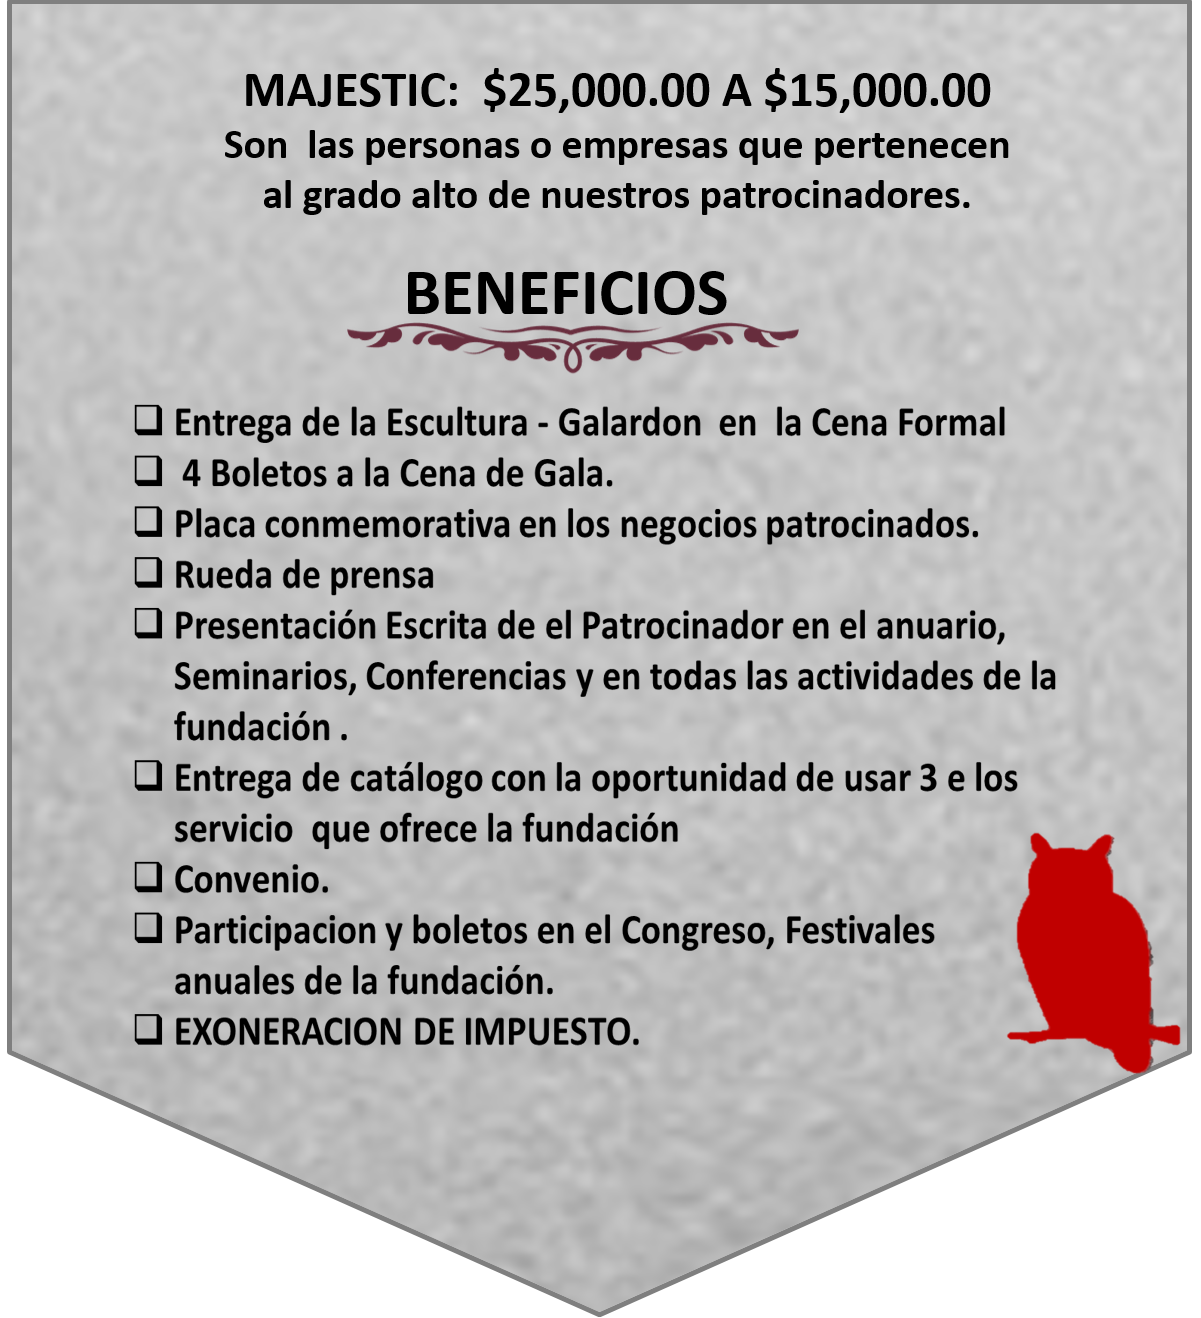 MAJESTIC: $25,000.00 A $15,000.00
Son las personas o empresas que pertenecen
al grado alto de nuestros patrocinadores.
BENEFICIOS
❑ Entrega de la Escultura - Galardon en la Cena Formal
❑ 4 Boletos a la Cena de Gala.
❑ Placa conmemorativa en los negocios patrocinados.
❑ Rueda de prensa
❑ Presentación Escrita de el Patrocinador en el anuario,
Seminarios, Conferencias y en todas las actividades de la
fundación .
❑ Entrega de catálogo con la oportunidad de usar 3 e los
servicio que ofrece la fundación
❑ Convenio.
❑ Participacion y boletos en el Congreso, Festivales
anuales de la fundación.
❑ EXONERACION DE IMPUESTO.